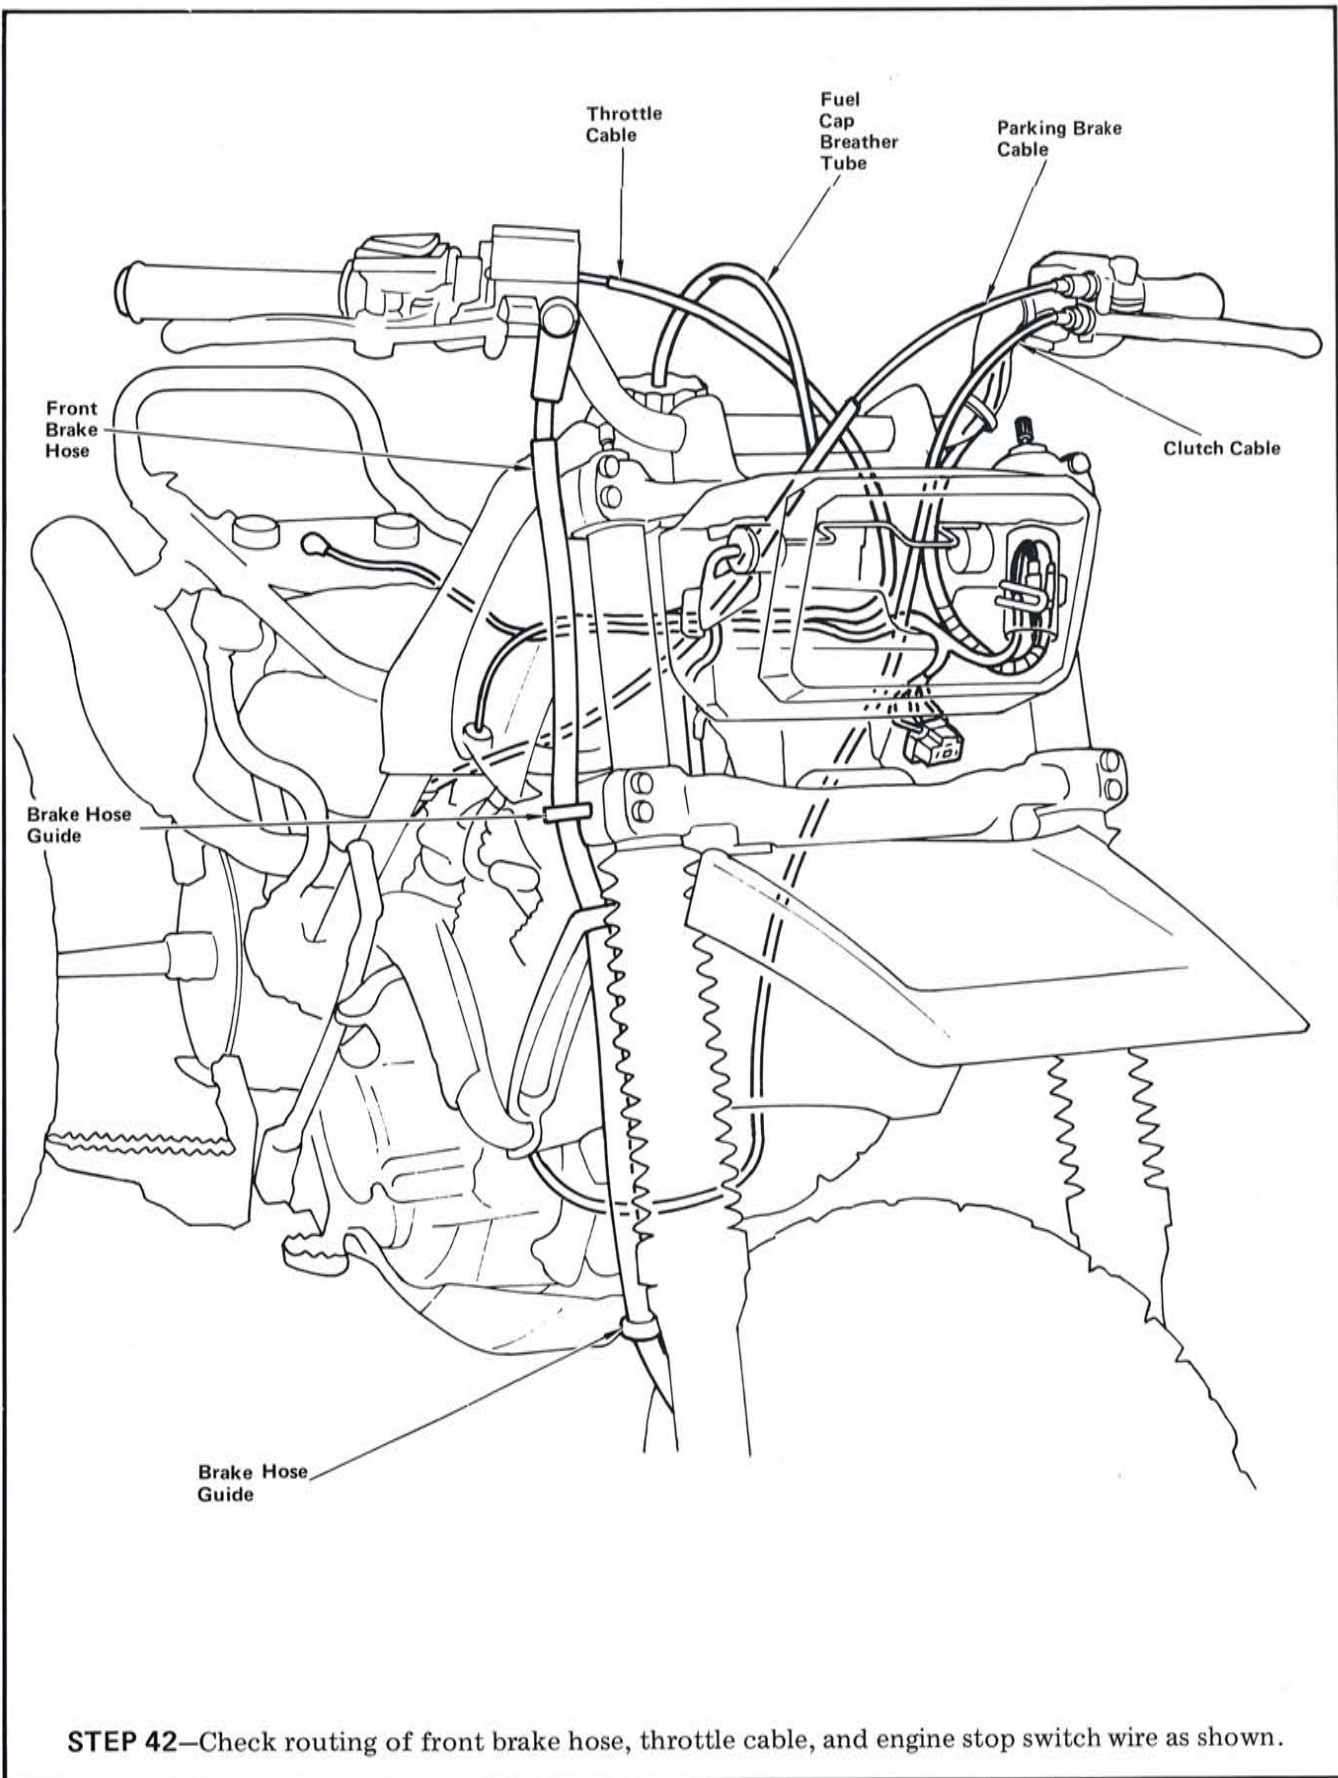 Throttle
Cable
Fuel
Cap
Breather
Tube
Parking Brake
Cable
Front
Brake
Hose
Clutch Cable
Brake Hose
Guide
Brake Hose
Guide
STEP 42—Check routing of front brake hose, throttle cable, and engine stop switch wire as shown.